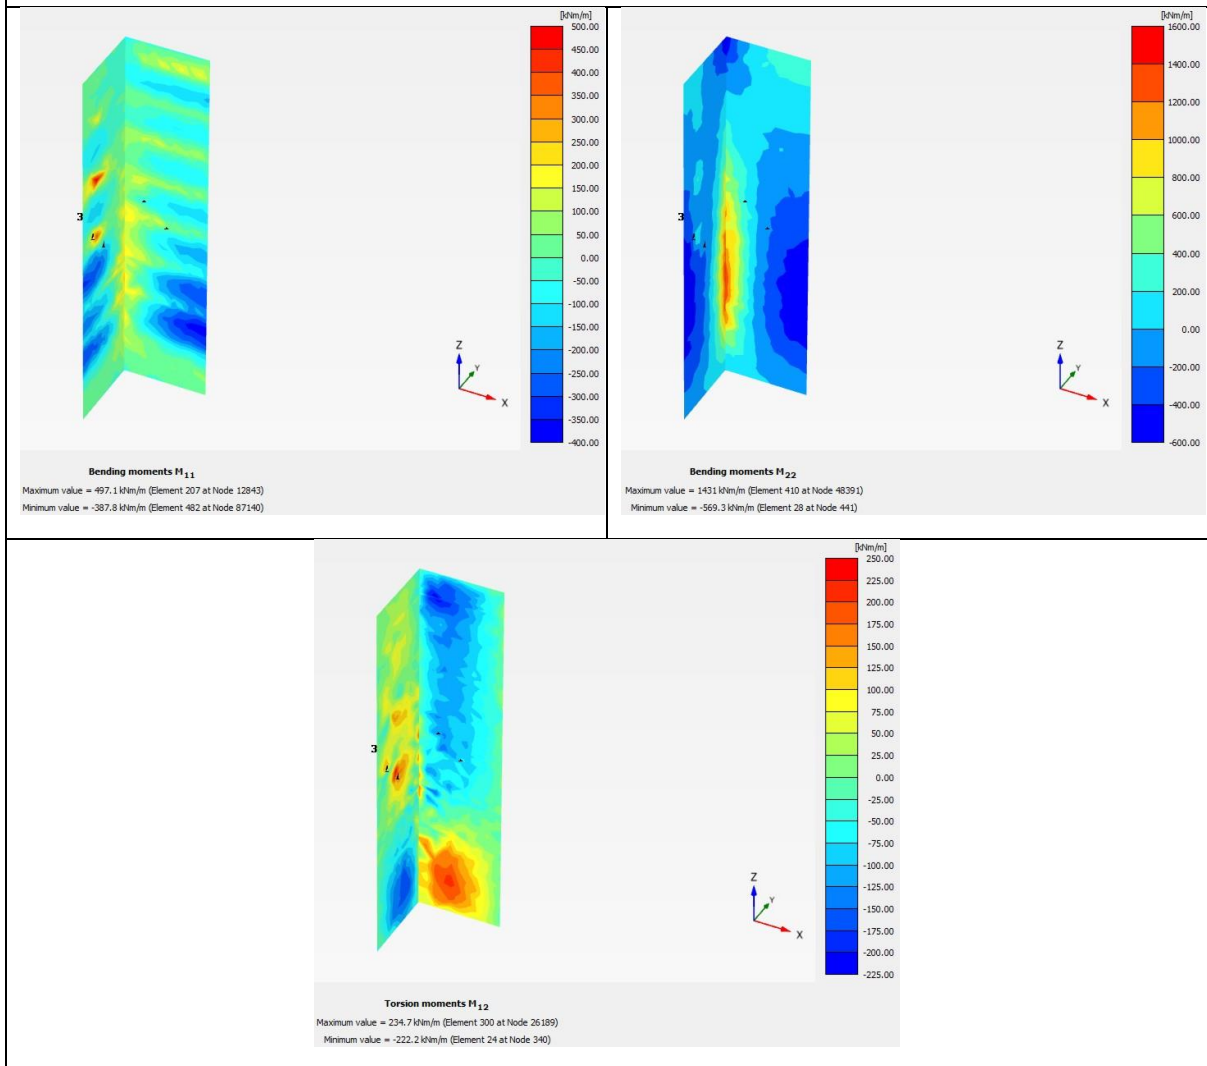 [kNm/m]
500.00
450.00
400.00
350.00
300.00
250.00
200.00
150.00
100.00
50.00
0.00
-50.00
-100.00
-150.00
-200.00
-250.00
-300.00
-350.00
-400.00
3
Z
Y
X
Bending moments M11
Maximum value = 497.1 kNm/m (Element 207 at Node 12843)
Minimum value = -387.8 kNm/m (Element 482 at Node 87140)
[kNm/m]
1600.00
1400.00
1200.00
1000.00
800.00
600.00
400.00
200.00
0.00
-200.00
-400.00
-600.00
3
Z
Y
X
Bending moments M22
Maximum value = 1431 kNm/m (Element 410 at Node 48391)
Minimum value = -569.3 kNm/m (Element 28 at Node 441)
[kNm/m]
250.00
225.00
200.00
175.00
150.00
125.00
100.00
75.00
50.00
25.00
0.00
-25.00
-50.00
-75.00
-100.00
-125.00
-150.00
-175.00
-200.00
-225.00
3
Z
Y
X
Torsion moments M12
Maximum value = 234.7 kNm/m (Element 300 at Node 26189)
Minimum value = -222.2 kNm/m (Element 24 at Node 340)